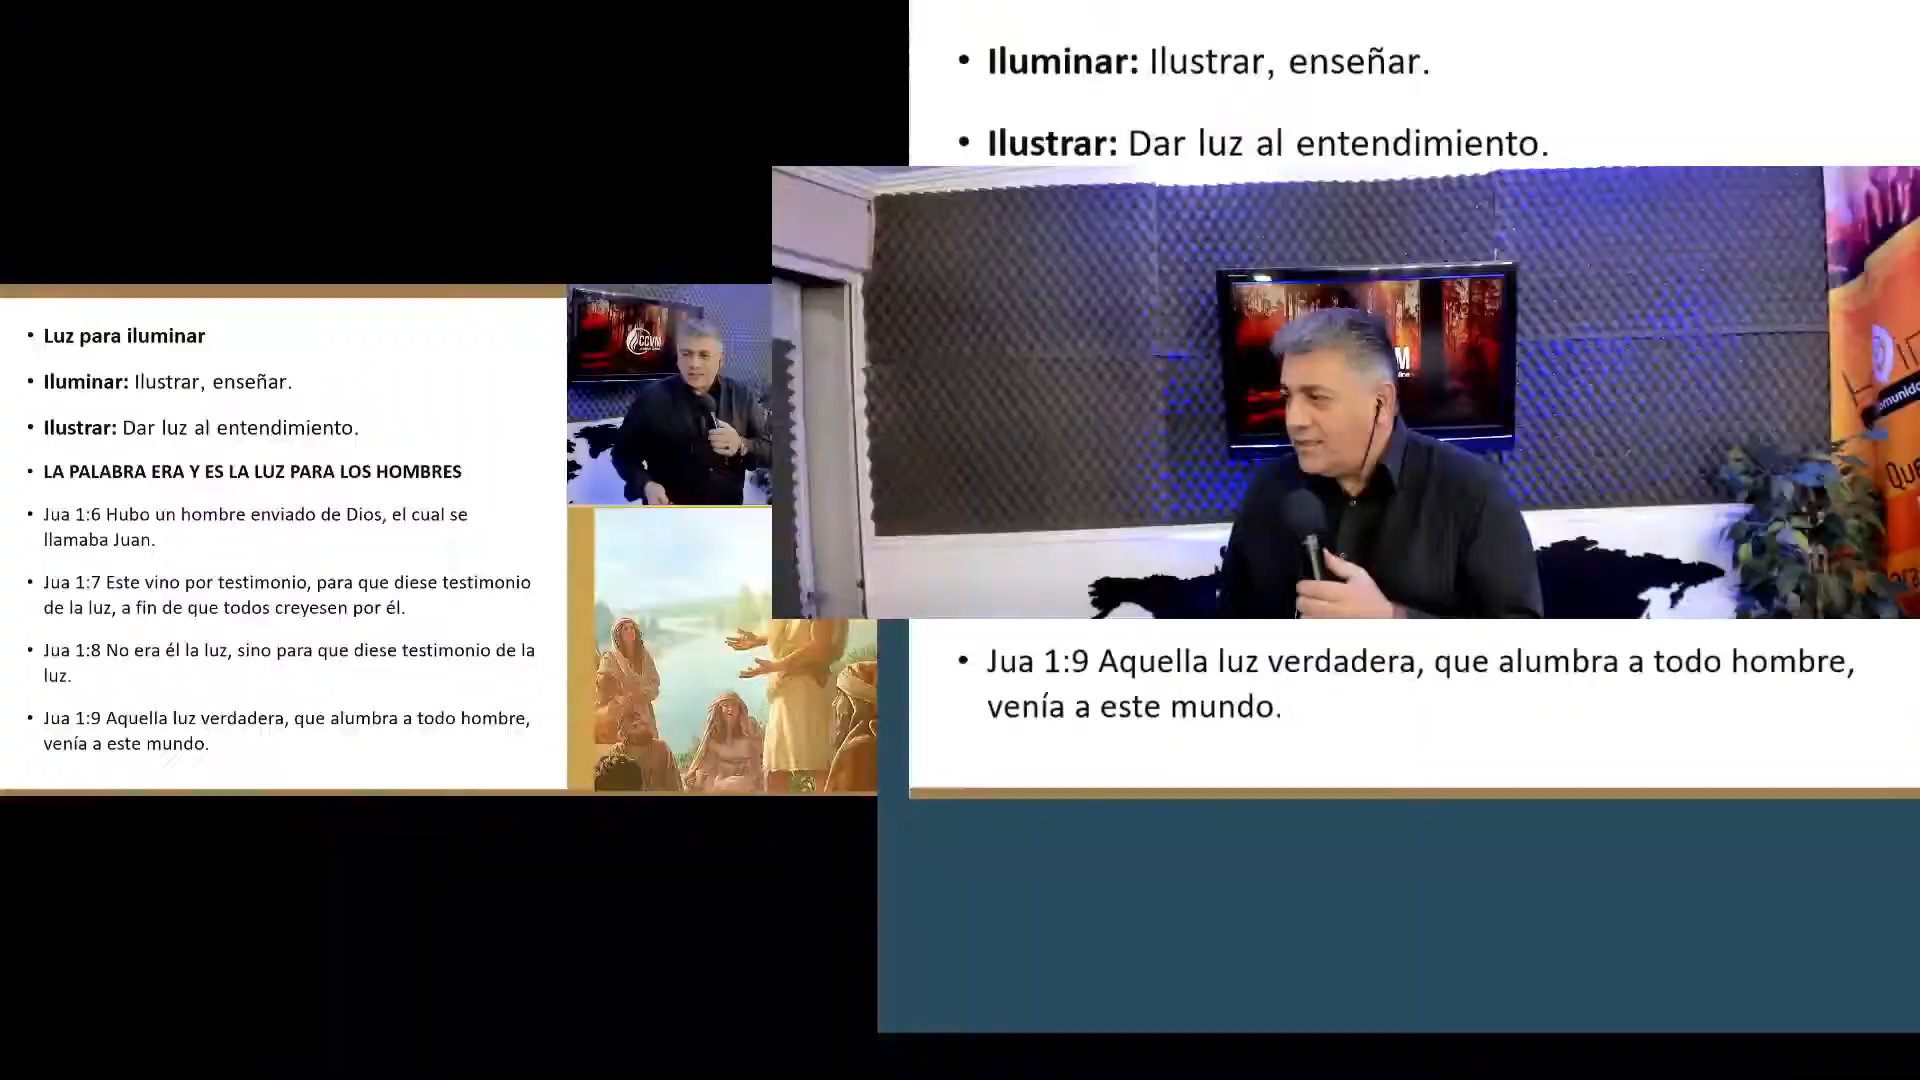 • Luz para iluminar
• Iluminar: Ilustrar, enseñar.
• Ilustrar: Dar luz al entendimiento.
• LA PALABRA ERA Y ES LA LUZ PARA LOS HOMBRES
• Jua 1:6 Hubo un hombre enviado de Dios, el cual se
llamaba Juan.
• Jua 1:7 Este vino por testimonio, para que diese testimonio
de la luz, a fin de que todos creyesen por él.
• Jua 1:8 No era él la luz, sino para que diese testimonio de la
luz.
• Jua 1:9 Aquella luz verdadera, que alumbra a todo hombre,
venía a este mundo.
CCVM
• Iluminar: Ilustrar, enseñar.
• Ilustrar: Dar luz al entendimiento.
M
Que
• Jua 1:9 Aquella luz verdadera, que alumbra a todo hombre,
venía a este mundo.